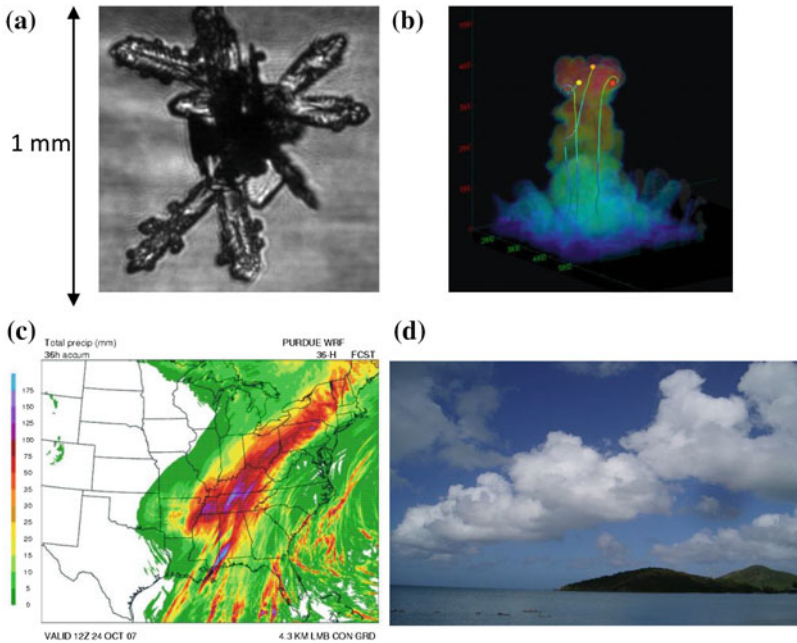 (a)
1 mm
(b)
(c)
Total precip (mm)
PURDUE WRF
36h accum
36-H FCST
175
150
125
100
75
50
35
30
25
20
15
10
5
0
VALID 12Z 24 OCT 07
4.3 KM LMB CON GRD
(d)